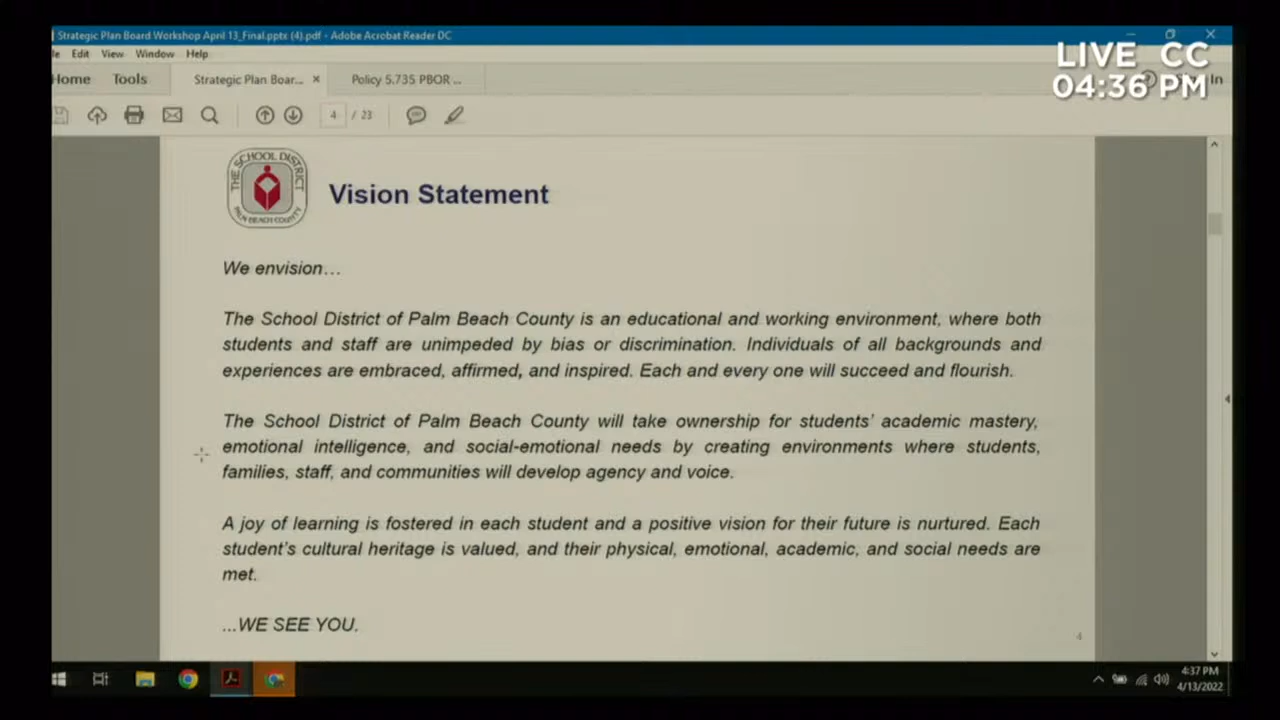 Strategic Plan Board Workshop April 13_Final.pptx (4).pdf - Adobe Acrobat Reader DC
LIVE CC
04:36 PM
Edit View Window Help
Home Tools Strategic Plan Boar... × Policy 5.735 PBOR ... In
4 / 23
THE SCHOOL DISTRICT
PALM BEACH COUNTY
Vision Statement
We envision…
The School District of Palm Beach County is an educational and working environment, where both
students and staff are unimpeded by bias or discrimination. Individuals of all backgrounds and
experiences are embraced, affirmed, and inspired. Each and every one will succeed and flourish.
The School District of Palm Beach County will take ownership for students’ academic mastery,
emotional intelligence, and social-emotional needs by creating environments where students,
families, staff, and communities will develop agency and voice.
A joy of learning is fostered in each student and a positive vision for their future is nurtured. Each
student’s cultural heritage is valued, and their physical, emotional, academic, and social needs are
met.
...WE SEE YOU.
4
4:37 PM
4/13/2022